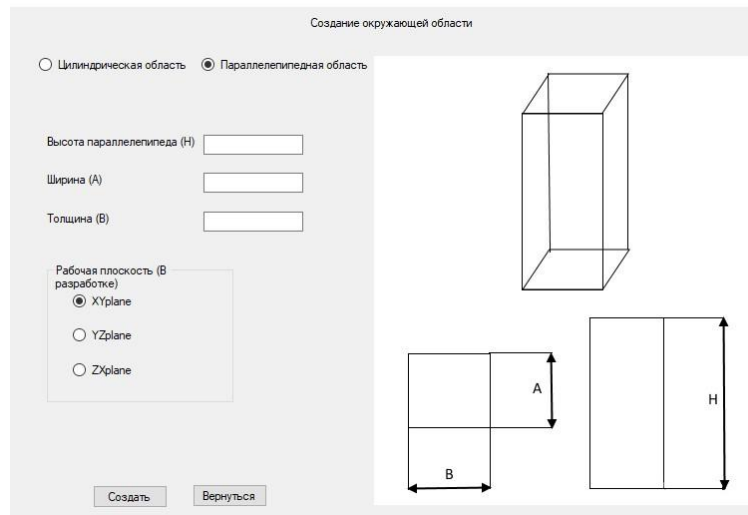 Создание окружающей области
Цилиндрическая область
Параллелепипедная область
Высота параллелепипеда (H)
Ширина (A)
Толщина (B)
Рабочая плоскость (В
разработке)
XYplane
YZplane
ZXplane
Создать
Вернуться
A
B
H